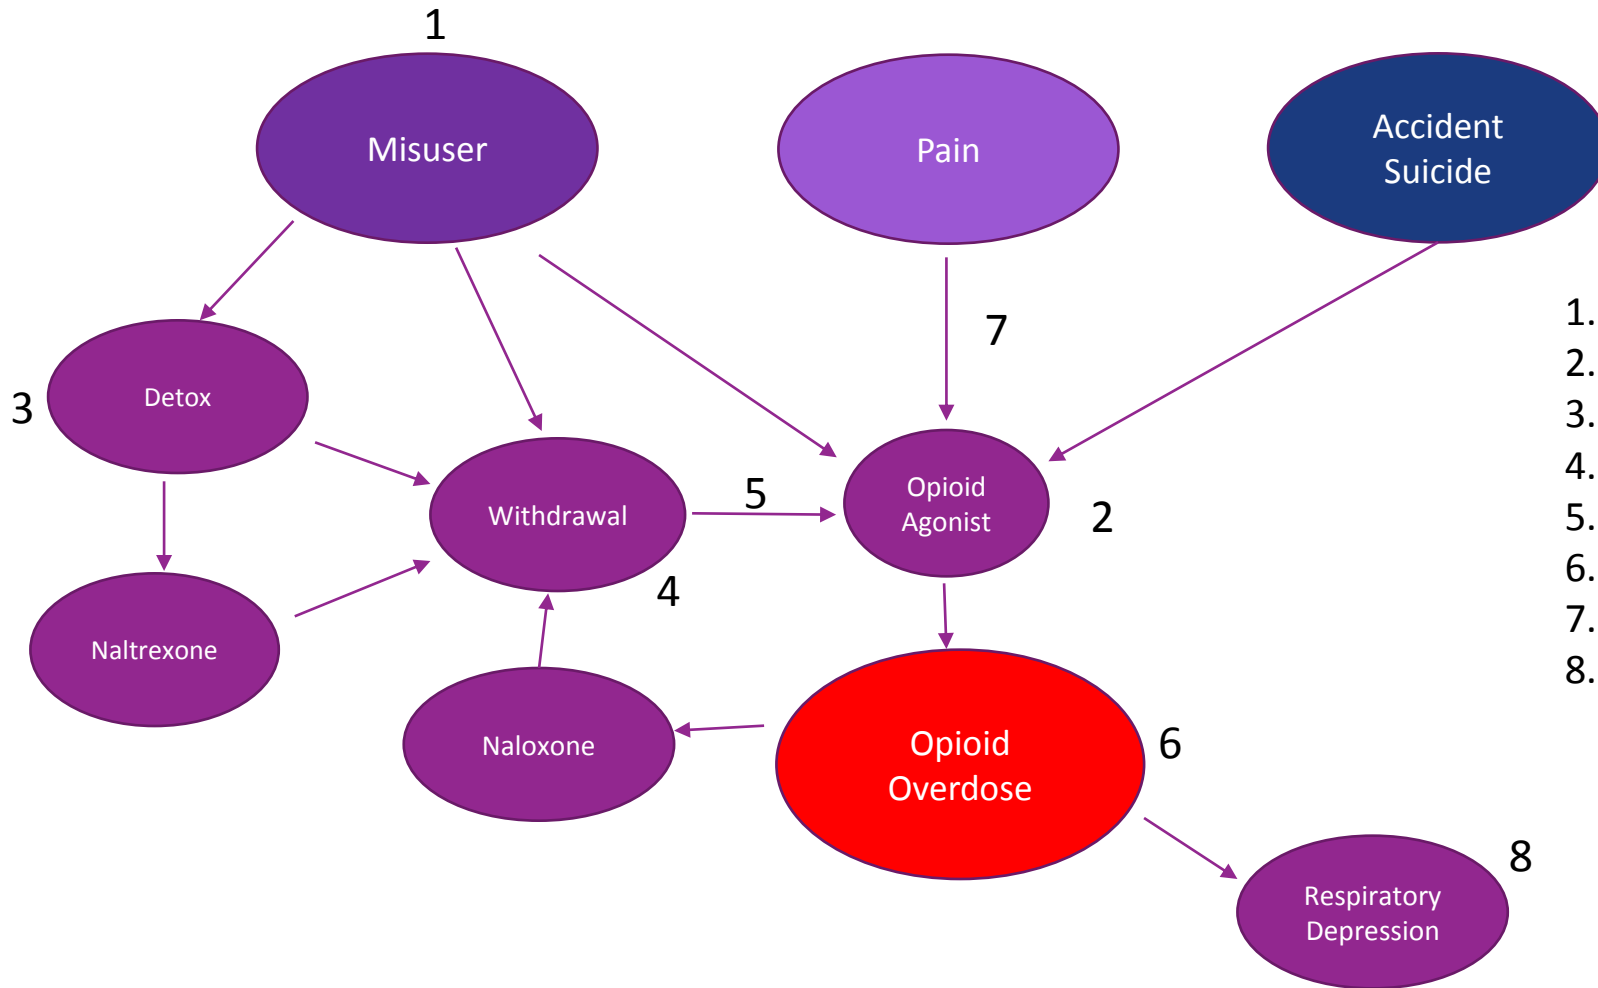 1
Misuser
Pain
Accident
Suicide
7
1.
2.
3.
4.
5.
6.
7.
8.
3
Detox
5
Withdrawal
4
Opioid
Agonist
2
Naltrexone
Naloxone
Opioid
Overdose
6
8
Respiratory
Depression